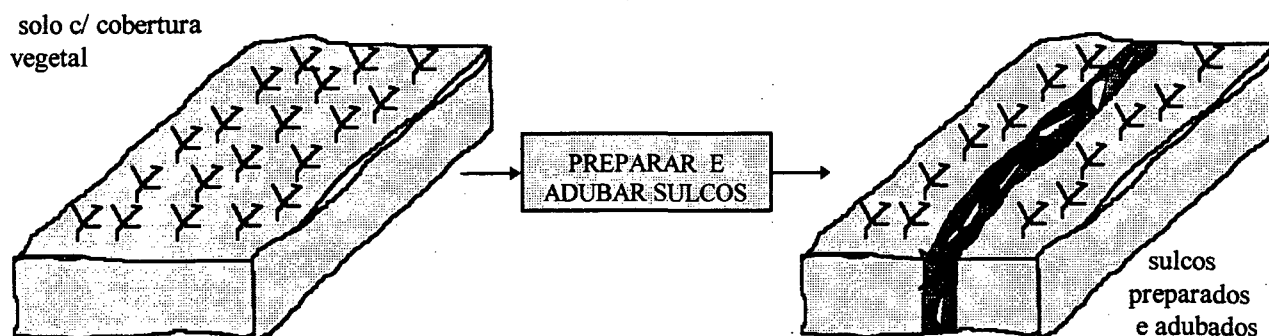 solo c/ cobertura
vegetal
PREPARAR E
ADUBAR SULCOS
sulcos
preparados
e adubados